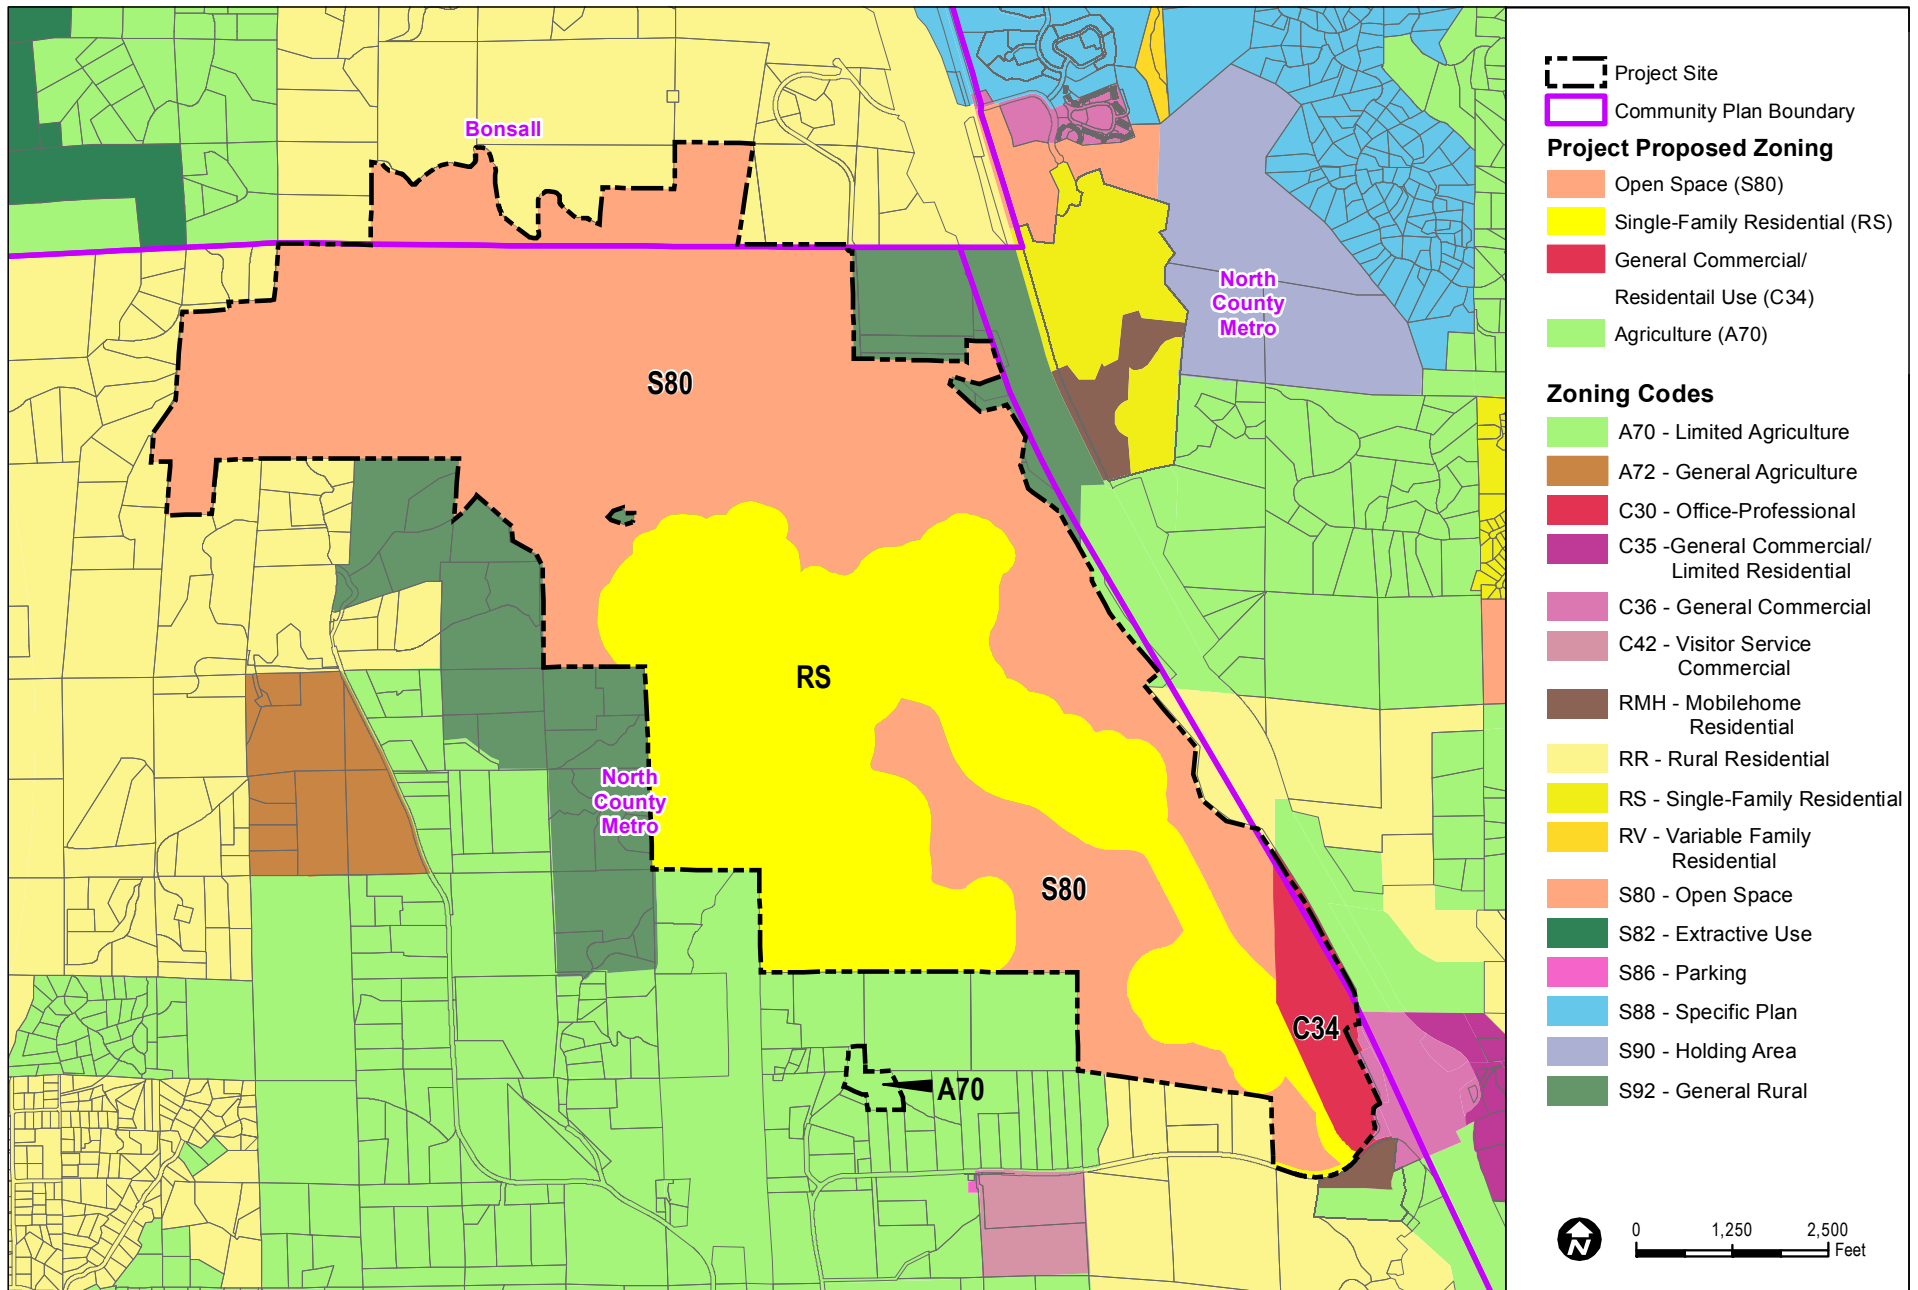 Bonsall
North
County
Metro
S80
RS
North
County
Metro
S80
C34
A70
Project Site
Community Plan Boundary
Project Proposed Zoning
Open Space (S80)
Single-Family Residential (RS)
General Commercial/
Residentail Use (C34)
Agriculture (A70)
Zoning Codes
A70 - Limited Agriculture
A72 - General Agriculture
C30 - Office-Professional
C35 -General Commercial/
Limited Residential
C36 - General Commercial
C42 - Visitor Service
Commercial
RMH - Mobilehome
Residential
RR - Rural Residential
RS - Single-Family Residential
RV - Variable Family
Residential
S80 - Open Space
S82 - Extractive Use
S86 - Parking
S88 - Specific Plan
S90 - Holding Area
S92 - General Rural
N
0 1,250 2,500
Feet